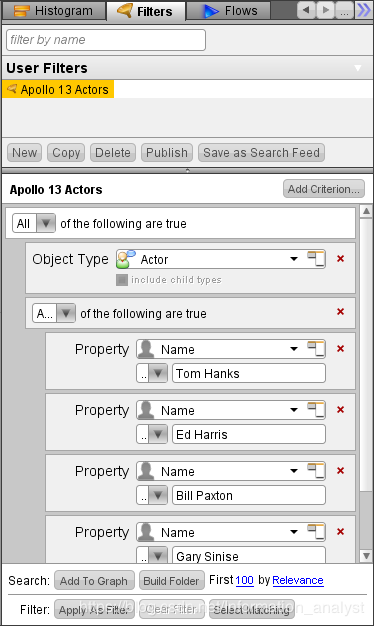 Histogram Filters Flows ...
filter by name
User Filters
Apollo 13 Actors
New Copy Delete Publish Save as Search Feed
Apollo 13 Actors Add Criterion...
All of the following are true
Object Type Actor
include child types
A... of the following are true
Property Name
.. Tom Hanks
Property Name
.. Ed Harris
Property Name
.. Bill Paxton
Property Name
.. Gary Sinise
Search: Add To Graph Build Folder First 100 by Relevance
Filter: Apply As Filter Clear Filter Select Matching